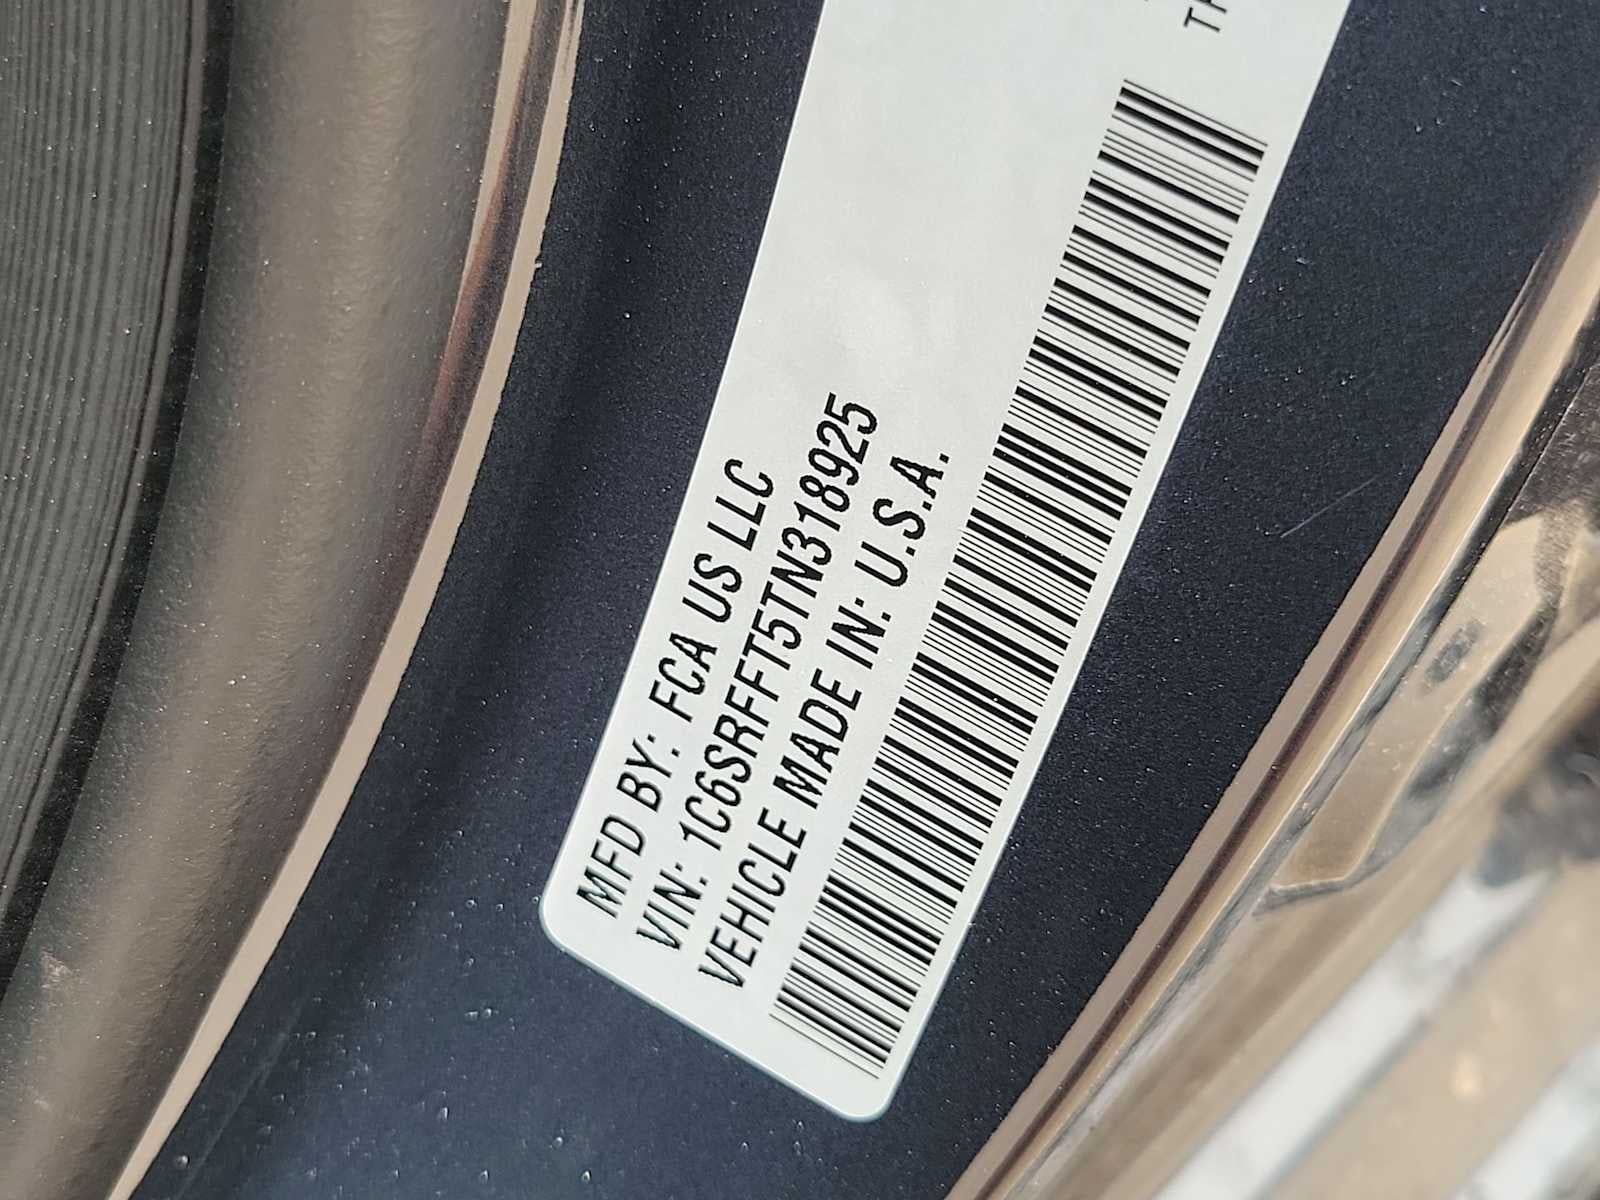 MFD BY: FCA US LLC
VIN: 1C6SRFFT5TN318925
VEHICLE MADE IN: U.S.A.